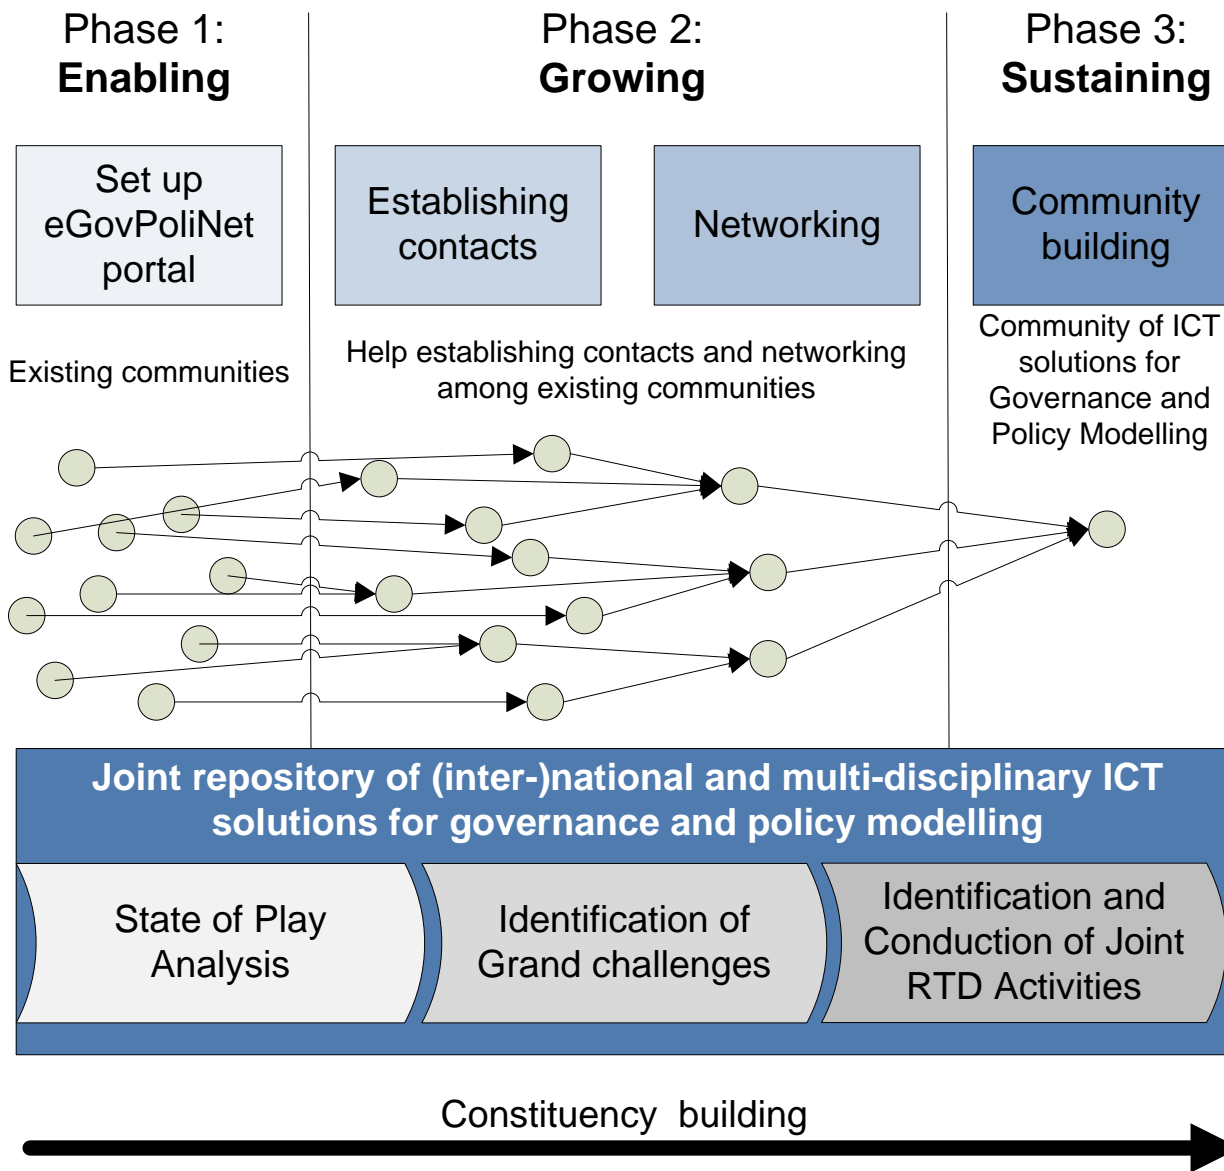 Phase 1:
Enabling
Phase 2:
Growing
Phase 3:
Sustaining
Set up
eGovPoliNet
portal
Establishing
contacts
Networking
Community
building
Existing communities
Help establishing contacts and networking
among existing communities
Community of ICT
solutions for
Governance and
Policy Modelling
Joint repository of (inter-)national and multi-disciplinary ICT
solutions for governance and policy modelling
State of Play
Analysis
Identification of
Grand challenges
Identification and
Conduction of Joint
RTD Activities
Constituency building